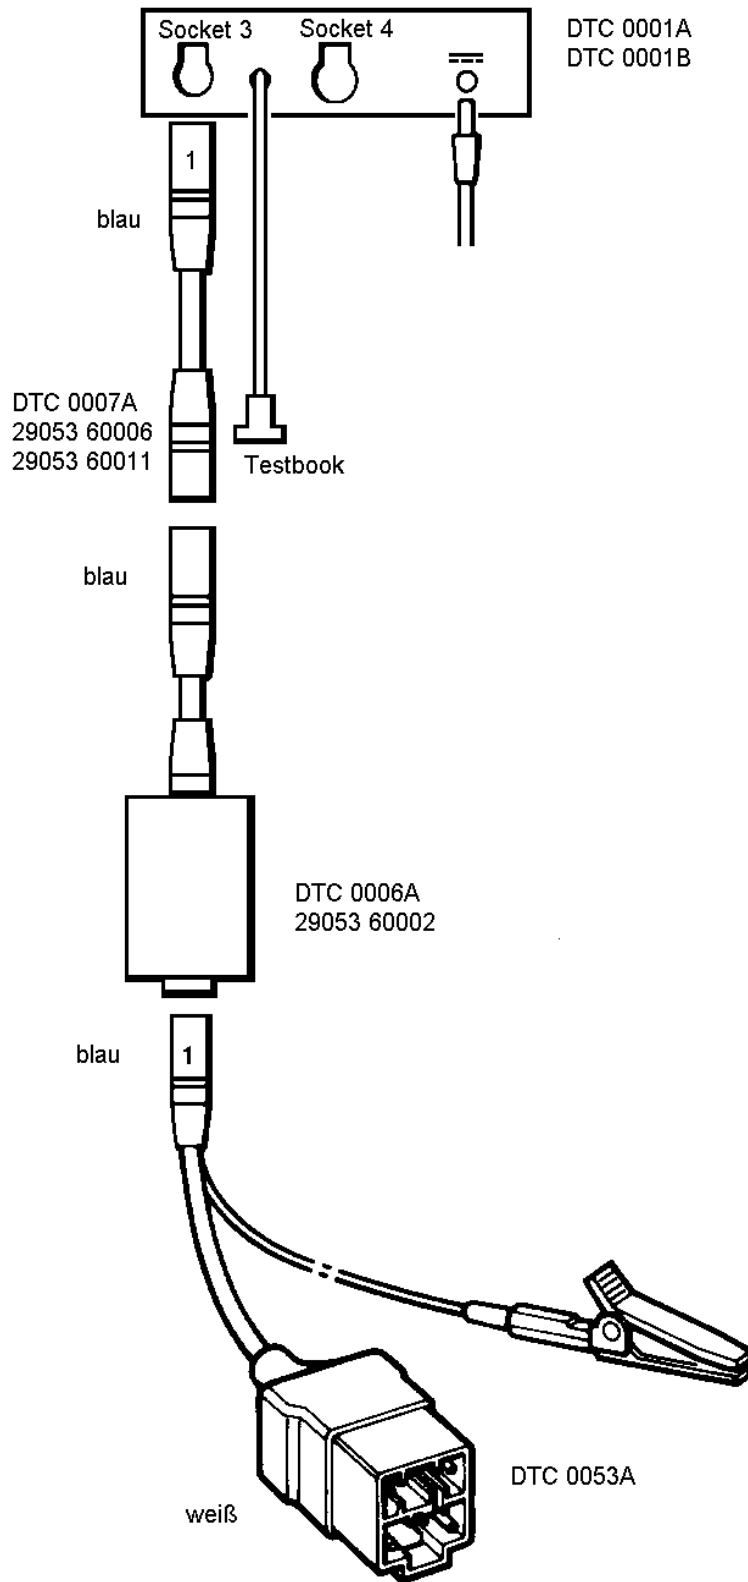 Socket 3
Socket 4
DTC 0001A
DTC 0001B
1
blau
DTC 0007A
29053 60006
29053 60011
Testbook
blau
DTC 0006A
29053 60002
blau
1
DTC 0053A
weiß